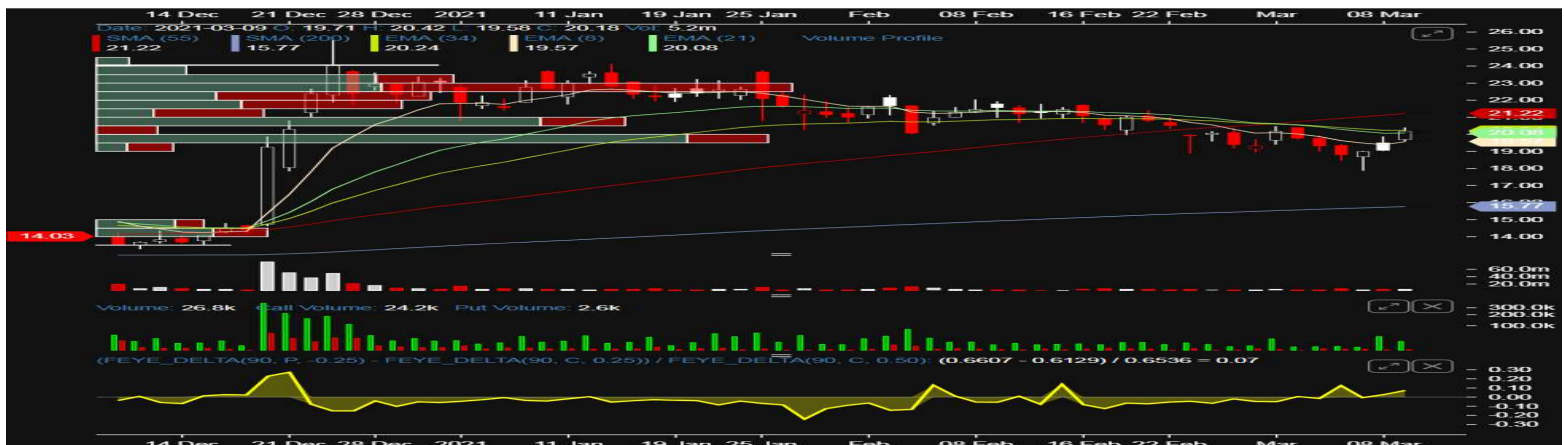 14 Dec 21 Dec 28 Dec 2021 11 Jan 19 Jan 25 Jan Feb 08 Feb 16 Feb 22 Feb Mar 08 Mar
Date: 2021-03-09 O: 19.71 H: 20.42 L: 19.58 C: 20.18 Vol: 5.2m
SMA (55) SMA (200) EMA (34) EMA (8) EMA (21) Volume Profile
21.22 15.77 20.24 19.57 20.08
26.00
25.00
24.00
23.00
22.00
21.22
20.08
19.00
18.00
17.00
16.00
15.77
15.00
14.03
14.00
60.0m
40.0m
20.0m
Volume: 26.8k Call Volume: 24.2k Put Volume: 2.6k
300.0k
200.0k
100.0k
(FEYE_DELTA(90, P, -0.25) - FEYE_DELTA(90, C, 0.25)) / FEYE_DELTA(90, C, 0.50): (0.6607 - 0.6129) / 0.6536 = 0.07
0.30
0.20
0.10
0.00
-0.10
-0.20
-0.30
14 Dec 21 Dec 28 Dec 2021 11 Jan 19 Jan 25 Jan Feb 08 Feb 16 Feb 22 Feb Mar 08 Mar